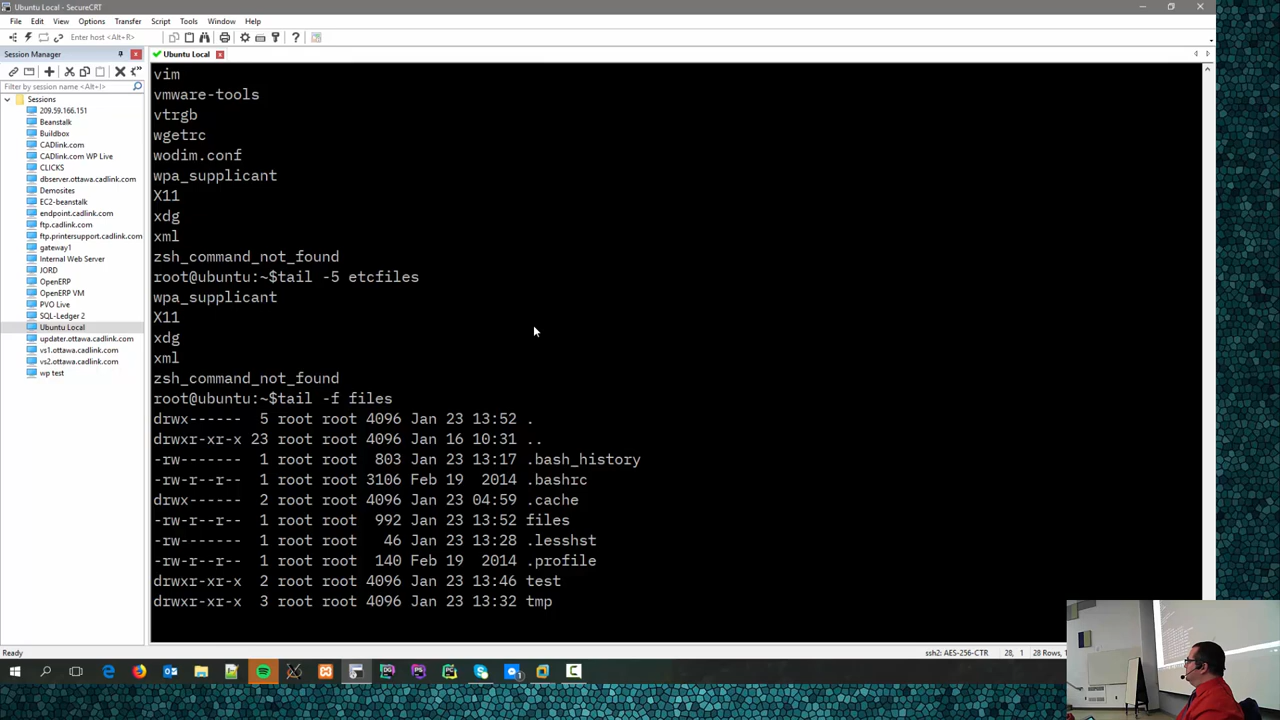 Ubuntu Local - SecureCRT
File Edit View Options Transfer Script Tools Window Help
Enter host <Alt+R>
Session Manager
Ubuntu Local
Filter by session name <Alt+I>
Sessions
209.59.166.151
Beanstalk
Buildbox
CADlink.com
CADlink.com WP Live
CLICKS
dbserver.ottawa.cadlink.com
Demosites
EC2-beanstalk
endpoint.cadlink.com
ftp.cadlink.com
ftp.printersupport.cadlink.com
gateway1
Internal Web Server
JORD
OpenERP
OpenERP VM
PVO Live
SQL-Ledger 2
Ubuntu Local
updater.ottawa.cadlink.com
vs1.ottawa.cadlink.com
vs2.ottawa.cadlink.com
wp test
vim
vmware-tools
vtrgb
wgetrc
wodim.conf
wpa_supplicant
X11
xdg
xml
zsh_command_not_found
root@ubuntu:~$tail -5 etcfiles
wpa_supplicant
X11
xdg
xml
zsh_command_not_found
root@ubuntu:~$tail -f files
drwx------  5 root root 4096 Jan 23 13:52 .
drwxr-xr-x 23 root root 4096 Jan 16 10:31 ..
-rw-------  1 root root  803 Jan 23 13:17 .bash_history
-rw-r--r--  1 root root 3106 Feb 19  2014 .bashrc
drwx------  2 root root 4096 Jan 23 04:59 .cache
-rw-r--r--  1 root root  992 Jan 23 13:52 files
-rw-------  1 root root   46 Jan 23 13:28 .lesshst
-rw-r--r--  1 root root  140 Feb 19  2014 .profile
drwxr-xr-x  2 root root 4096 Jan 23 13:46 test
drwxr-xr-x  3 root root 4096 Jan 23 13:32 tmp
Ready
ssh2: AES-256-CTR
28, 1
28 Rows,